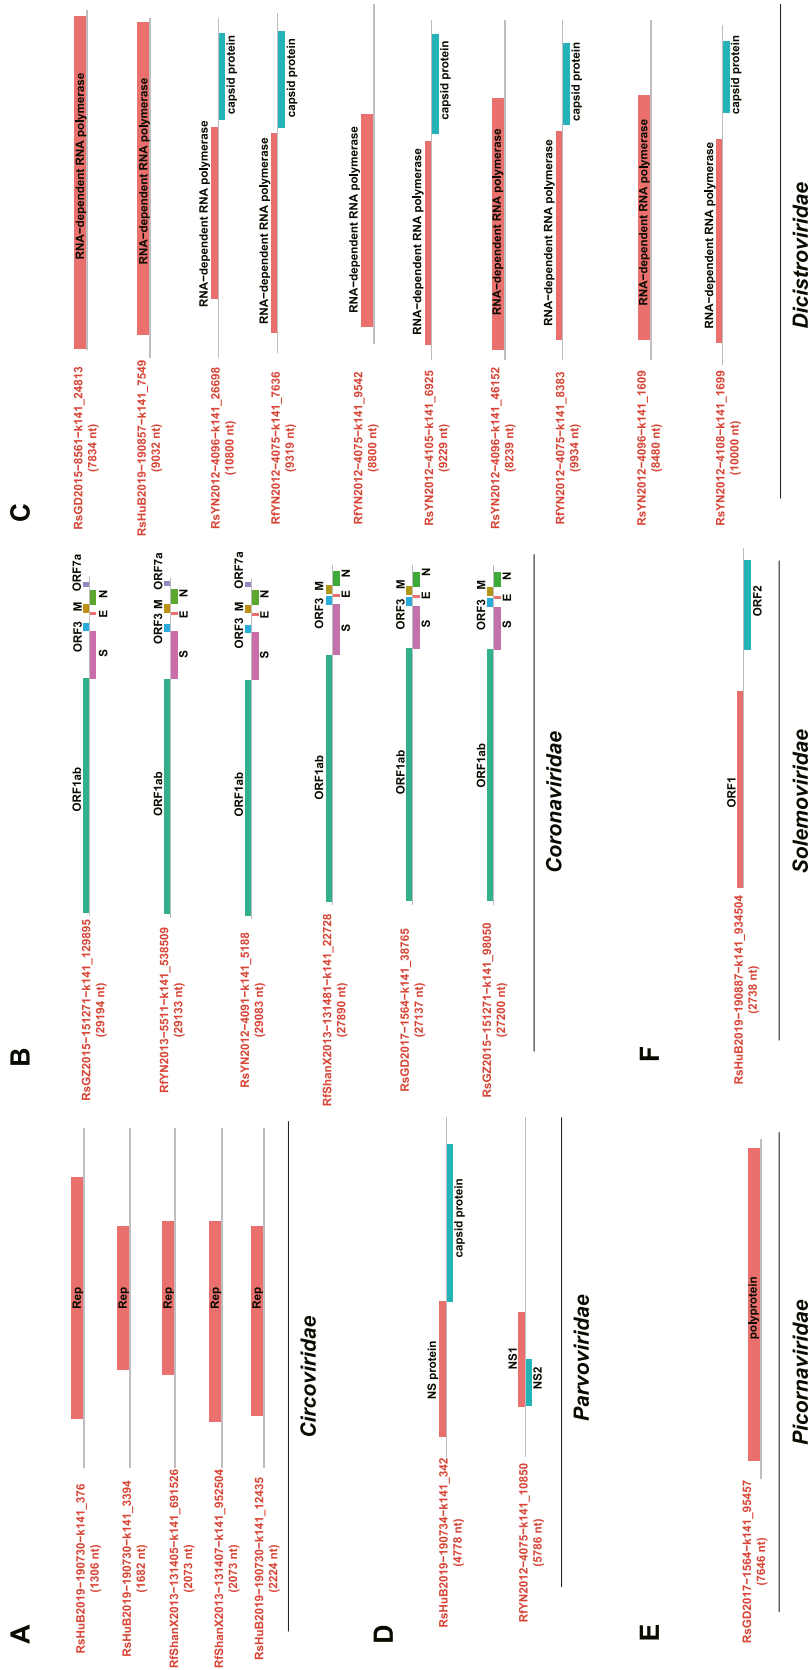 A
RsHuB2019−190730−k141_376
(1306 nt)
Rep
RsHuB2019−190730−k141_3394
(1682 nt)
Rep
RfShanX2013−131405−k141_691526
(2073 nt)
Rep
RfShanX2013−131407−k141_952504
(2073 nt)
Rep
RsHuB2019−190730−k141_12435
(2224 nt)
Rep
Circoviridae
B
RsGZ2015−151271−k141_129895
(29194 nt)
ORF1ab
S
ORF3
E
M
N
ORF7a
RfYN2013−5511−k141_538509
(29133 nt)
ORF1ab
S
ORF3
E
M
N
ORF7a
RsYN2012−4091−k141_5188
(29083 nt)
ORF1ab
S
ORF3
E
M
N
ORF7a
RfShanX2013−131481−k141_22728
(27890 nt)
ORF1ab
S
ORF3
E
M
N
RsGD2017−1564−k141_38765
(27137 nt)
ORF1ab
S
ORF3
E
M
N
RsGZ2015−151271−k141_98050
(27200 nt)
ORF1ab
S
ORF3
E
M
N
Coronaviridae
C
RsGD2015−8561−k141_24813
(7834 nt)
RNA−dependent RNA polymerase
RsHuB2019−190857−k141_7549
(9032 nt)
RNA−dependent RNA polymerase
RsYN2012−4096−k141_26698
(10800 nt)
RNA−dependent RNA polymerase
capsid protein
RfYN2012−4075−k141_7636
(9319 nt)
RNA−dependent RNA polymerase
capsid protein
RfYN2012−4075−k141_9542
(8800 nt)
RNA−dependent RNA polymerase
RsYN2012−4105−k141_6925
(9229 nt)
RNA−dependent RNA polymerase
capsid protein
RsYN2012−4096−k141_46152
(8239 nt)
RNA−dependent RNA polymerase
RfYN2012−4075−k141_8383
(9934 nt)
RNA−dependent RNA polymerase
capsid protein
RsYN2012−4096−k141_1609
(8480 nt)
RNA−dependent RNA polymerase
RsYN2012−4108−k141_1699
(10000 nt)
RNA−dependent RNA polymerase
capsid protein
Dicistroviridae
D
RsHuB2019−190734−k141_342
(4778 nt)
NS protein
capsid protein
RfYN2012−4075−k141_10850
(5786 nt)
NS1
NS2
Parvoviridae
E
RsGD2017−1564−k141_95457
(7646 nt)
polyprotein
Picornaviridae
F
RsHuB2019−190887−k141_934504
(2738 nt)
ORF1
ORF2
Solemoviridae